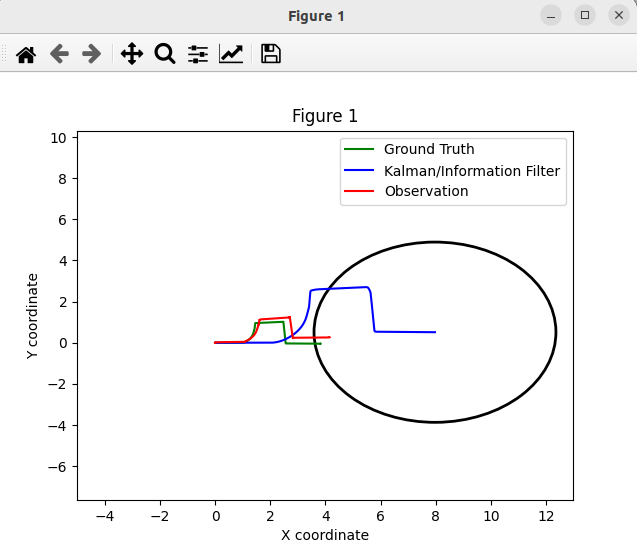 Figure 1
Figure 1
Ground Truth
Kalman/Information Filter
Observation
10
8
6
4
2
0
−2
−4
−6
Y coordinate
−4 −2 0 2 4 6 8 10 12
X coordinate